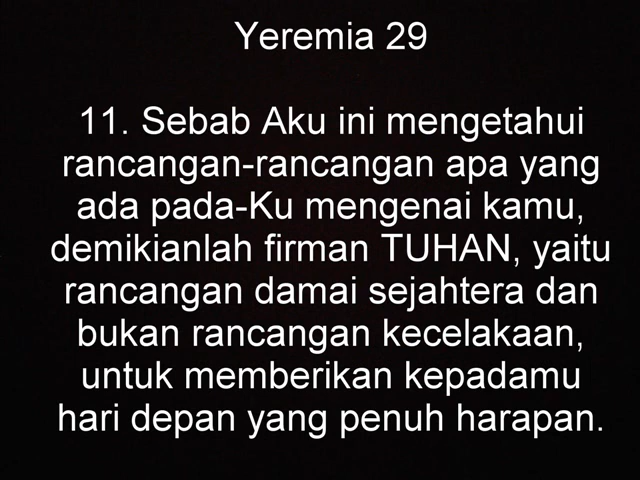 Yeremia 29
11. Sebab Aku ini mengetahui
rancangan-rancangan apa yang
ada pada-Ku mengenai kamu,
demikianlah firman TUHAN, yaitu
rancangan damai sejahtera dan
bukan rancangan kecelakaan,
untuk memberikan kepadamu
hari depan yang penuh harapan.